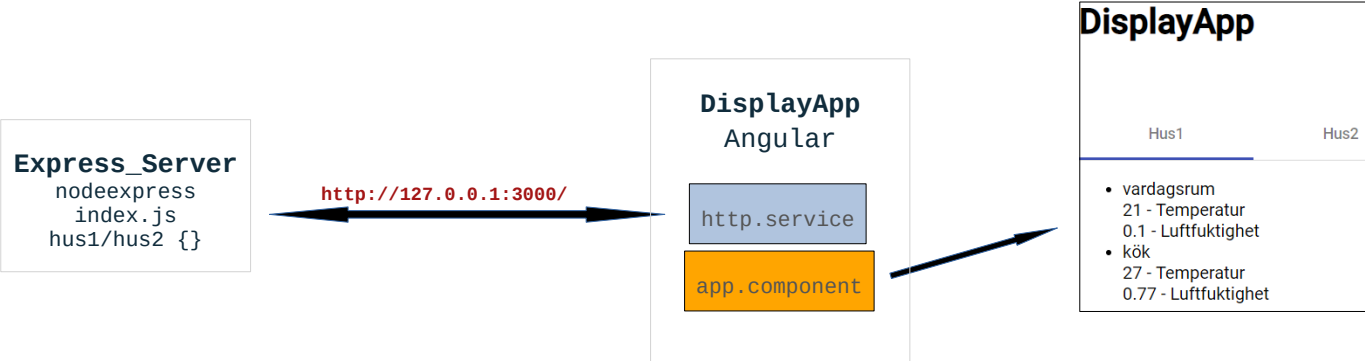 Express_Server
nodeexpress
index.js
hus1/hus2 {}
http://127.0.0.1:3000/
DisplayApp
Angular
http.service
app.component
DisplayApp
Hus1
Hus2
vardagsrum
21 - Temperatur
0.1 - Luftfuktighet
kök
27 - Temperatur
0.77 - Luftfuktighet